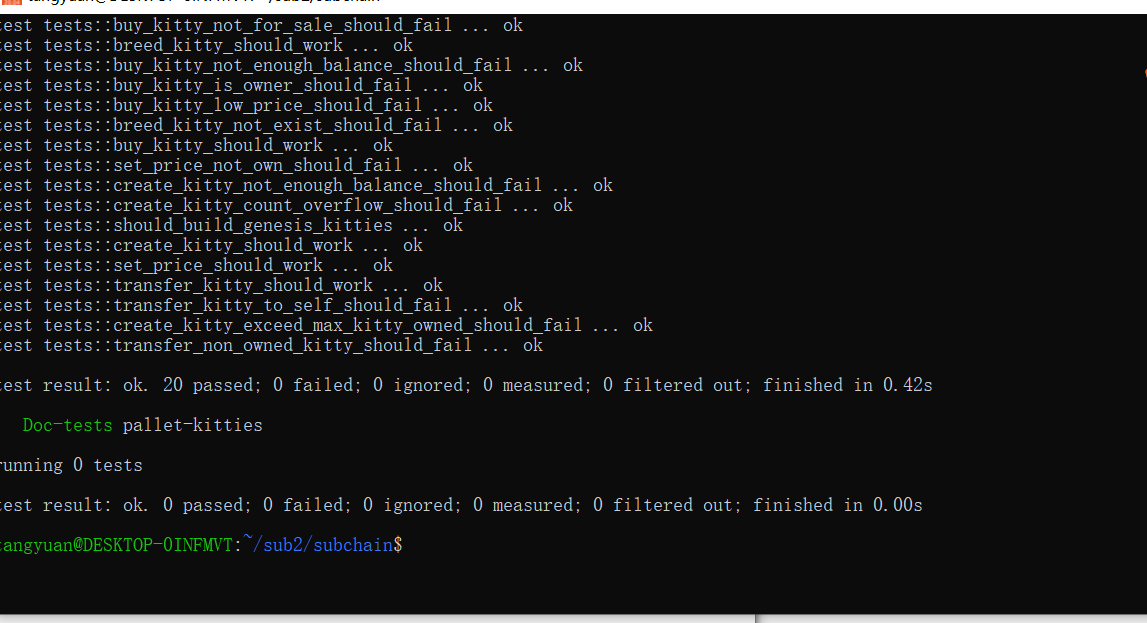 est tests::buy_kitty_not_for_sale_should_fail ... ok
est tests::breed_kitty_should_work ... ok
est tests::buy_kitty_not_enough_balance_should_fail ... ok
est tests::buy_kitty_is_owner_should_fail ... ok
est tests::buy_kitty_low_price_should_fail ... ok
est tests::breed_kitty_not_exist_should_fail ... ok
est tests::buy_kitty_should_work ... ok
est tests::set_price_not_own_should_fail ... ok
est tests::create_kitty_not_enough_balance_should_fail ... ok
est tests::create_kitty_count_overflow_should_fail ... ok
est tests::should_build_genesis_kitties ... ok
est tests::create_kitty_should_work ... ok
est tests::set_price_should_work ... ok
est tests::transfer_kitty_should_work ... ok
est tests::transfer_kitty_to_self_should_fail ... ok
est tests::create_kitty_exceed_max_kitty_owned_should_fail ... ok
est tests::transfer_non_owned_kitty_should_fail ... ok
est result: ok. 20 passed; 0 failed; 0 ignored; 0 measured; 0 filtered out; finished in 0.42s
Doc-tests pallet-kitties
running 0 tests
est result: ok. 0 passed; 0 failed; 0 ignored; 0 measured; 0 filtered out; finished in 0.00s
tangyuan@DESKTOP-0INFMVT:~/sub2/subchain$